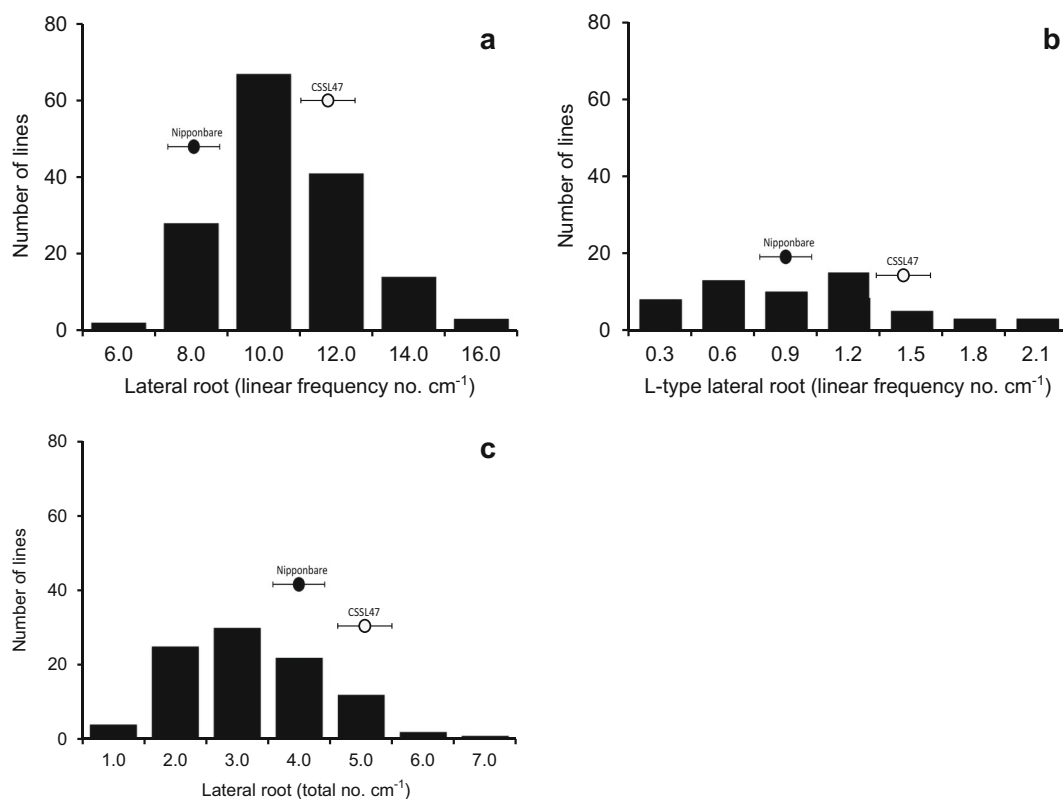 a
80
60
40
20
0
Number of lines
Nipponbare
CSSL47
6.0 8.0 10.0 12.0 14.0 16.0
Lateral root (linear frequency no. cm⁻¹)
b
80
60
40
20
0
Number of lines
Nipponbare
CSSL47
0.3 0.6 0.9 1.2 1.5 1.8 2.1
L-type lateral root (linear frequency no. cm⁻¹)
c
80
60
40
20
0
Number of lines
Nipponbare
CSSL47
1.0 2.0 3.0 4.0 5.0 6.0 7.0
Lateral root (total no. cm⁻¹)